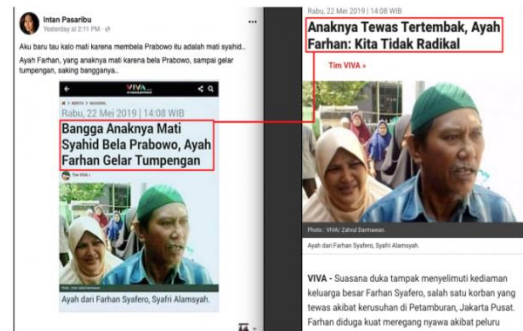 Intan Pasaribu
Yesterday at 2:11 PM
Aku baru tau kalo mati karena membela Prabowo itu adalah mati syahid..
Ayah Farhan, yang anaknya mati karena bela Prabowo, sampai gelar
tumpengan, saking bangganya..
VIVA
BERITA NASIONAL
Rabu, 22 Mei 2019 | 14:08 WIB
Bangga Anaknya Mati
Syahid Bela Prabowo, Ayah
Farhan Gelar Tumpengan
Tim VIVA
Ayah dari Farhan Syafero, Syafri Alamsyah.
Rabu, 22 Mei 2019 | 14:08 WIB
Anaknya Tewas Tertembak, Ayah
Farhan: Kita Tidak Radikal
Tim VIVA »
Photo: VIVA/ Zahrul Darmawan.
Ayah dari Farhan Syafero, Syafri Alamsyah.
VIVA - Suasana duka tampak menyelimuti kediaman
keluarga besar Farhan Syafero, salah satu korban yang
tewas akibat kerusuhan di Petamburan, Jakarta Pusat.
Farhan diduga kuat meregang nyawa akibat peluru